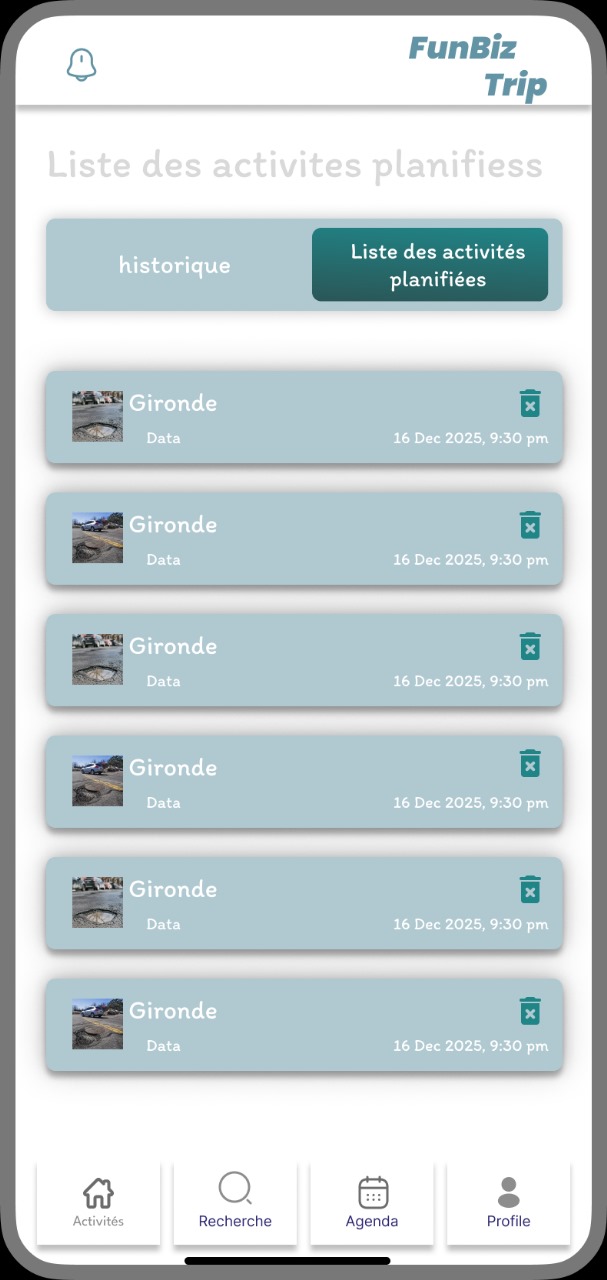 FunBiz
Trip
Liste des activites planifiess
historique
Liste des activités
planifiées
Gironde
Data
16 Dec 2025, 9:30 pm
Gironde
Data
16 Dec 2025, 9:30 pm
Gironde
Data
16 Dec 2025, 9:30 pm
Gironde
Data
16 Dec 2025, 9:30 pm
Gironde
Data
16 Dec 2025, 9:30 pm
Gironde
Data
16 Dec 2025, 9:30 pm
Activités
Recherche
Agenda
Profile